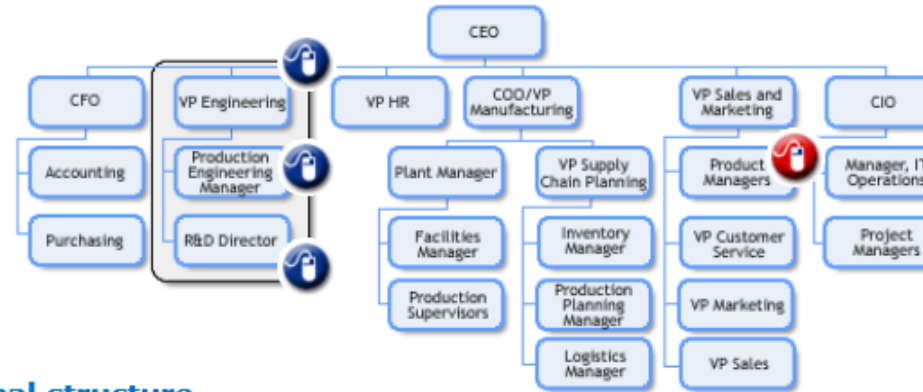 CEO
CFO
VP Engineering
VP HR
COO/VP
Manufacturing
VP Sales and
Marketing
CIO
Accounting
Production
Engineering
Manager
Plant Manager
VP Supply
Chain Planning
Product
Managers
Manager, IT
Operations
Purchasing
R&D Director
Facilities
Manager
Inventory
Manager
VP Customer
Service
Project
Managers
Production
Supervisors
Production
Planning
Manager
VP Marketing
Logistics
Manager
VP Sales
structure